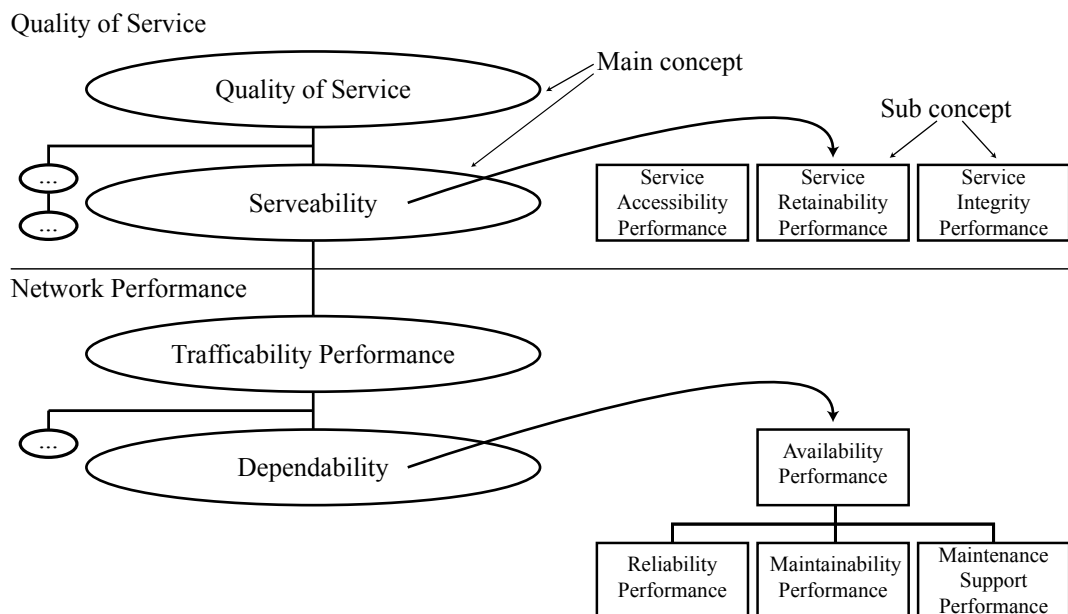 Quality of Service
Main concept
Quality of Service
Sub concept
...
...
Serveability
Service
Accessibility
Performance
Service
Retainability
Performance
Service
Integrity
Performance
Network Performance
Trafficability Performance
...
Dependability
Availability
Performance
Reliability
Performance
Maintainability
Performance
Maintenance
Support
Performance